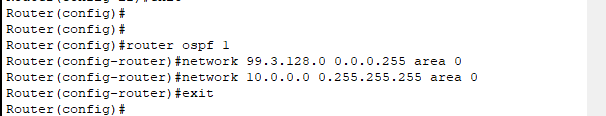 Router(config)#
Router(config)#
Router(config)#router ospf 1
Router(config-router)#network 99.3.128.0 0.0.0.255 area 0
Router(config-router)#network 10.0.0.0 0.255.255.255 area 0
Router(config-router)#exit
Router(config)#